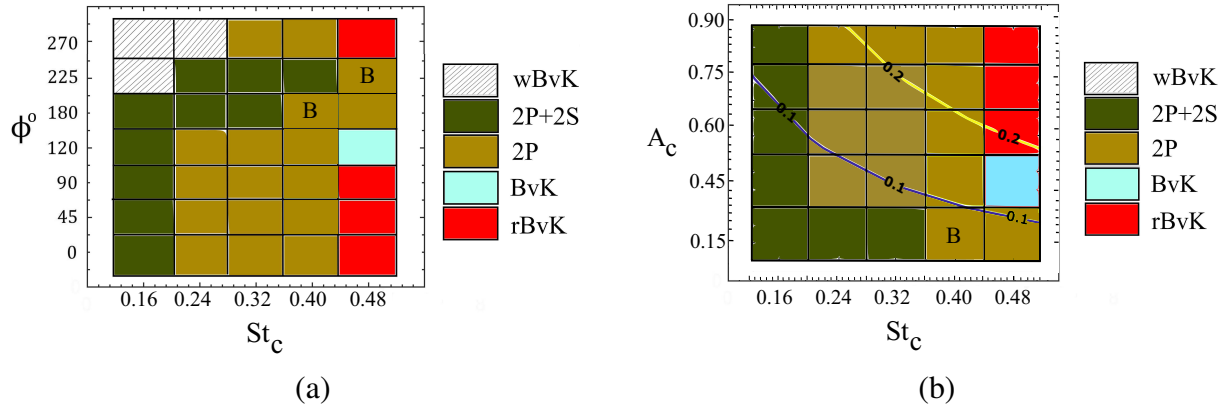 270
225
180
120
90
45
0
ϕ°
B
B
0.16 0.24 0.32 0.40 0.48
St_c
wBvK
2P+2S
2P
BvK
rBvK
(a)
0.90
0.75
0.60
0.45
0.30
0.15
A_c
0.2
0.2
0.1
0.1
0.1
B
0.16 0.24 0.32 0.40 0.48
St_c
wBvK
2P+2S
2P
BvK
rBvK
(b)